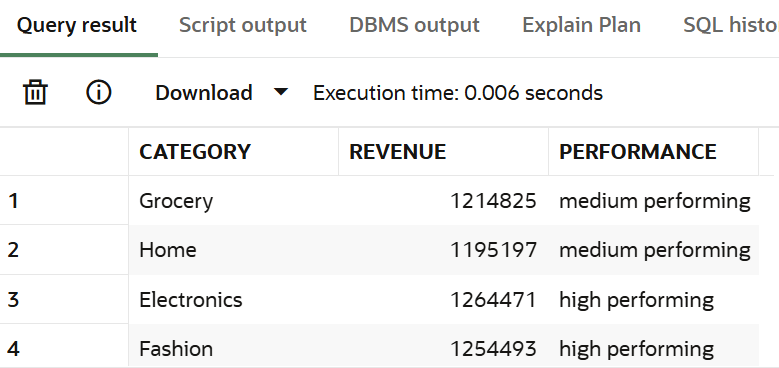 Query result Script output DBMS output Explain Plan SQL histo
Download Execution time: 0.006 seconds
CATEGORY REVENUE PERFORMANCE
1 Grocery 1214825 medium performing
2 Home 1195197 medium performing
3 Electronics 1264471 high performing
4 Fashion 1254493 high performing